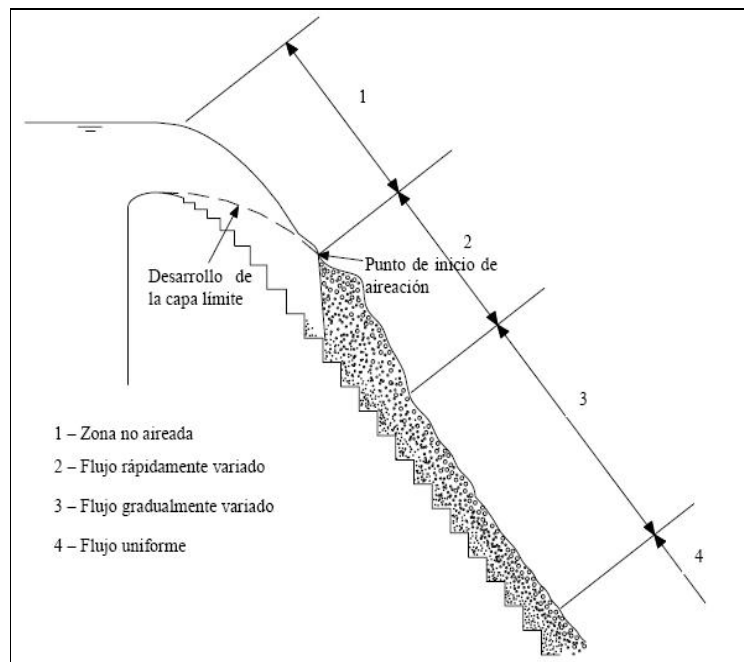 1
2
Desarrollo de
la capa límite
Punto de inicio de
aireación
3
1 – Zona no aireada
2 – Flujo rápidamente variado
3 – Flujo gradualmente variado
4 – Flujo uniforme
4